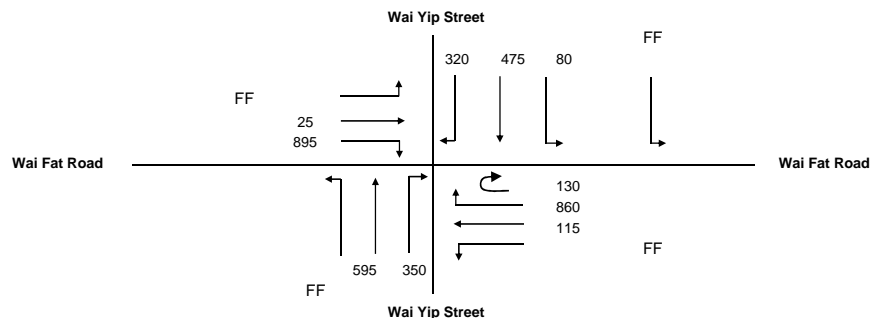 Wai Yip Street
FF
320 475 80
FF
25
895
Wai Fat Road
Wai Fat Road
130
860
115
FF
595 350
FF
Wai Yip Street